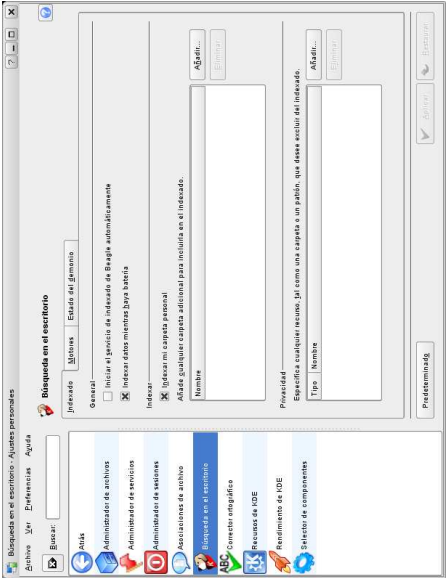 Búsqueda en el escritorio - Ajustes personales
Archivo Ver Preferencias Ayuda
Buscar:
Atrás
Administrador de archivos
Administrador de servicios
Administrador de sesiones
Asociaciones de archivo
Búsqueda en el escritorio
Corrector ortográfico
Recursos de KDE
Rendimiento de KDE
Selector de componentes
Búsqueda en el escritorio
Indexado Motores Estado del demonio
General
Iniciar el servicio de indexado de Beagle automáticamente
Indexar datos mientras haya batería
Indexar
Indexar mi carpeta personal
Añade cualquier carpeta adicional para incluirla en el indexado.
Nombre
Añadir...
Eliminar
Privacidad
Especifica cualquier recurso, tal como una carpeta o un patrón, que desee excluir del indexado.
Tipo Nombre
Añadir...
Eliminar
Predeterminado
Aplicar
Restaurar